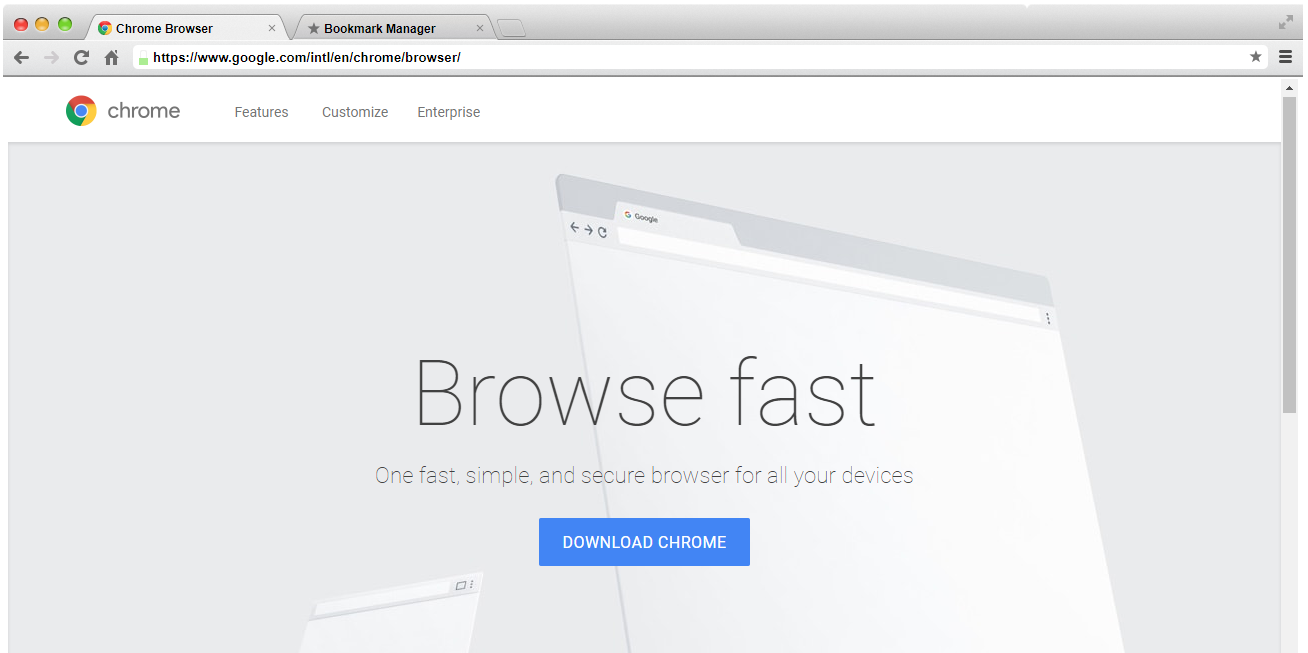 Chrome Browser
Bookmark Manager
https://www.google.com/intl/en/chrome/browser/
chrome
Features
Customize
Enterprise
Google
Browse fast
One fast, simple, and secure browser for all your devices
DOWNLOAD CHROME